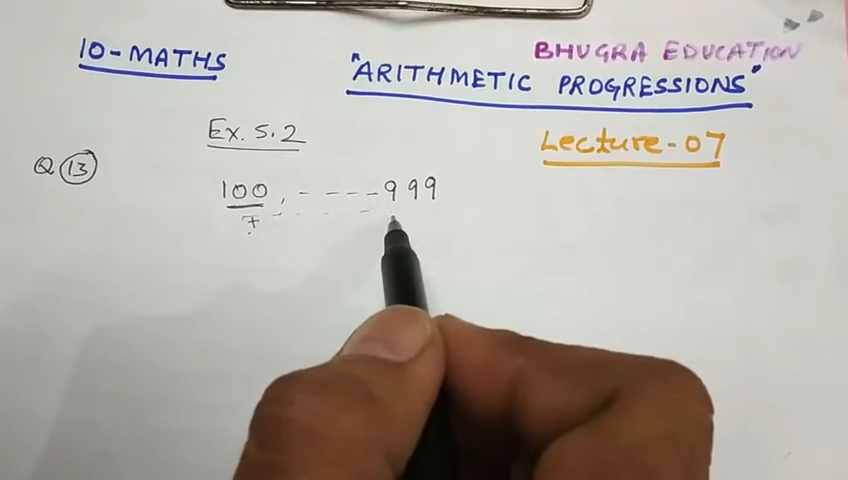 BHUGRA EDUCATION
10-MATHS
"ARITHMETIC PROGRESSIONS"
Ex. 5.2
Lecture-07
Q 13
100, ----- 999
7 - - - -